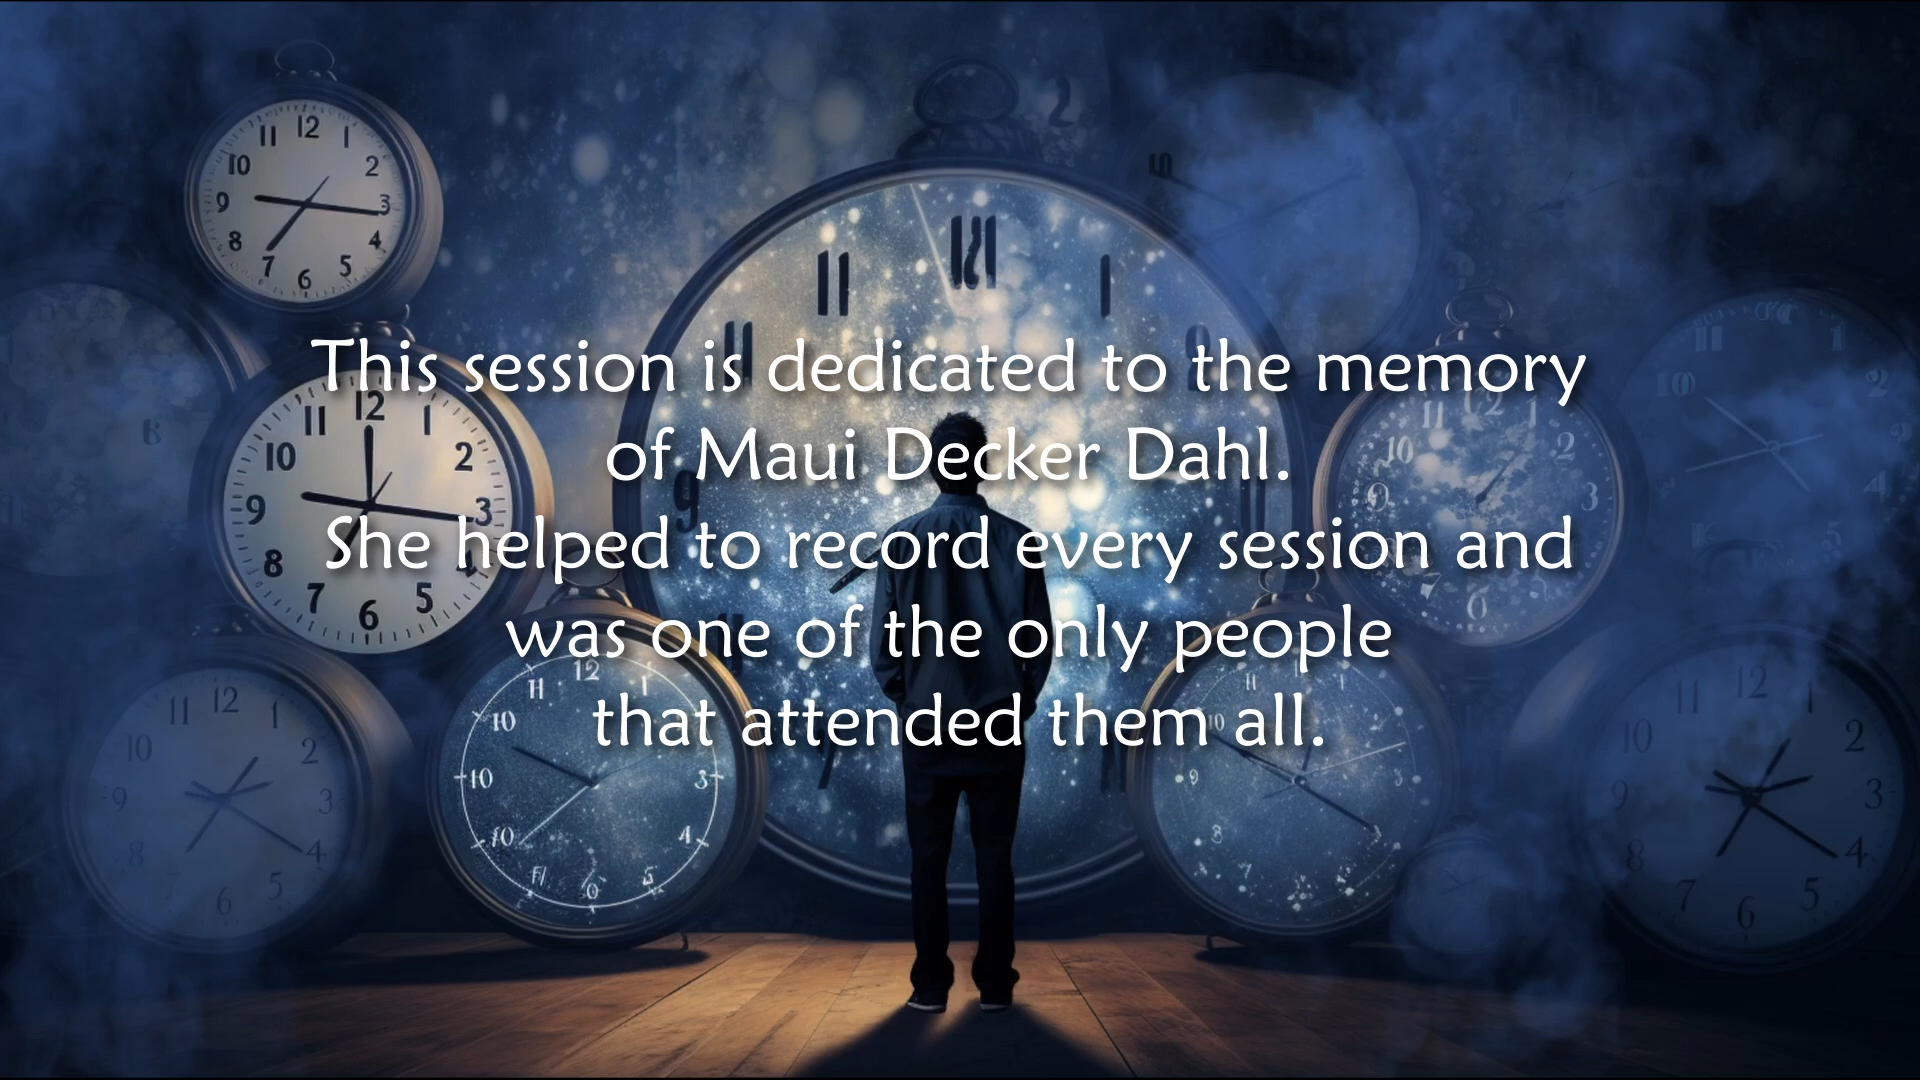 This session is dedicated to the memory
of Maui Decker Dahl.
She helped to record every session and
was one of the only people
that attended them all.